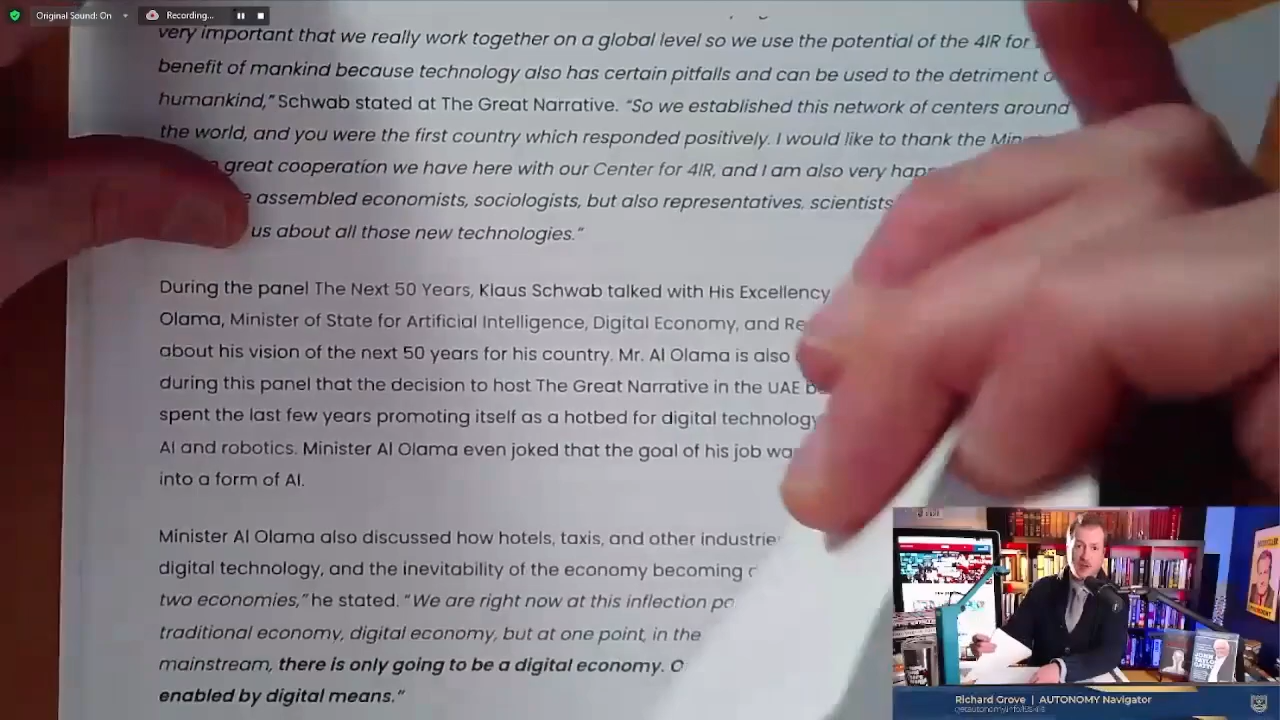 Original Sound: On
Recording...
very important that we really work together on a global level so we use the potential of the 4IR for
benefit of mankind because technology also has certain pitfalls and can be used to the detriment
humankind," Schwab stated at The Great Narrative. "So we established this network of centers around
the world, and you were the first country which responded positively. I would like to thank the
great cooperation we have here with our Center for 4IR, and I am also very
assembled economists, sociologists, but also representatives, scientists
us about all those new technologies."
During the panel The Next 50 Years, Klaus Schwab talked with His Excellency
Olama, Minister of State for Artificial Intelligence, Digital Economy, and
about his vision of the next 50 years for his country. Mr. Al Olama is also
during this panel that the decision to host The Great Narrative in the UAE
spent the last few years promoting itself as a hotbed for digital technology
AI and robotics. Minister Al Olama even joked that the goal of his job
into a form of AI.
Minister Al Olama also discussed how hotels, taxis, and other
digital technology, and the inevitability of the economy becoming
two economies," he stated. "We are right now at this inflection
traditional economy, digital economy, but at one point, in the
mainstream, there is only going to be a digital economy.
enabled by digital means."
Richard Grove | AUTONOMY Navigator